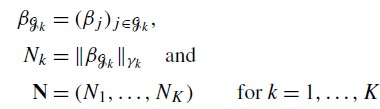 β_{𝒢_k} = (β_j)_{j∈𝒢_k},
N_k = ‖β_{𝒢_k}‖_{γ_k} and
𝐍 = (N_1, . . . , N_K) for k = 1, . . . , K